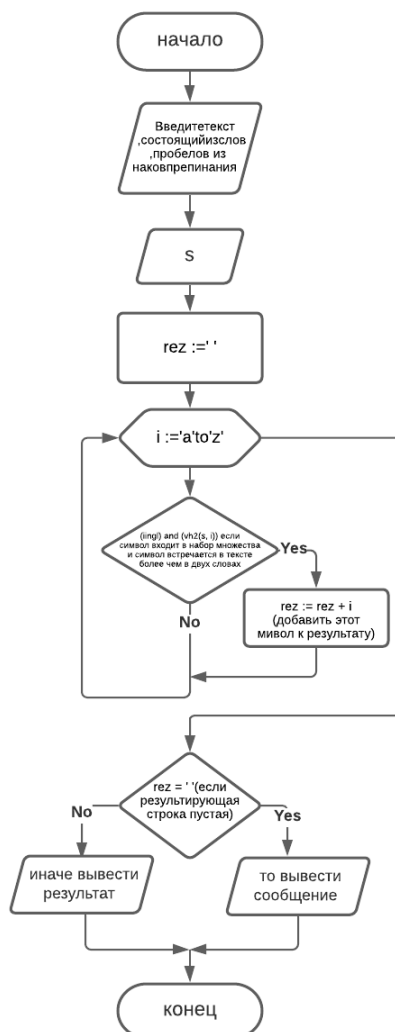 начало
Введитетекст
,состоящийизслов
,пробелов из
наковпрепинания
s
rez :=' '
i :='a'to'z'
(iingl) and (vh2(s, i)) если
символ входит в набор множества
и символ встречается в тексте
более чем в двух словах
Yes
No
rez := rez + i
(добавить этот
мивол к результату)
rez = ' '(если
результирующая
строка пустая)
No
Yes
иначе вывести
результат
то вывести
сообщение
конец